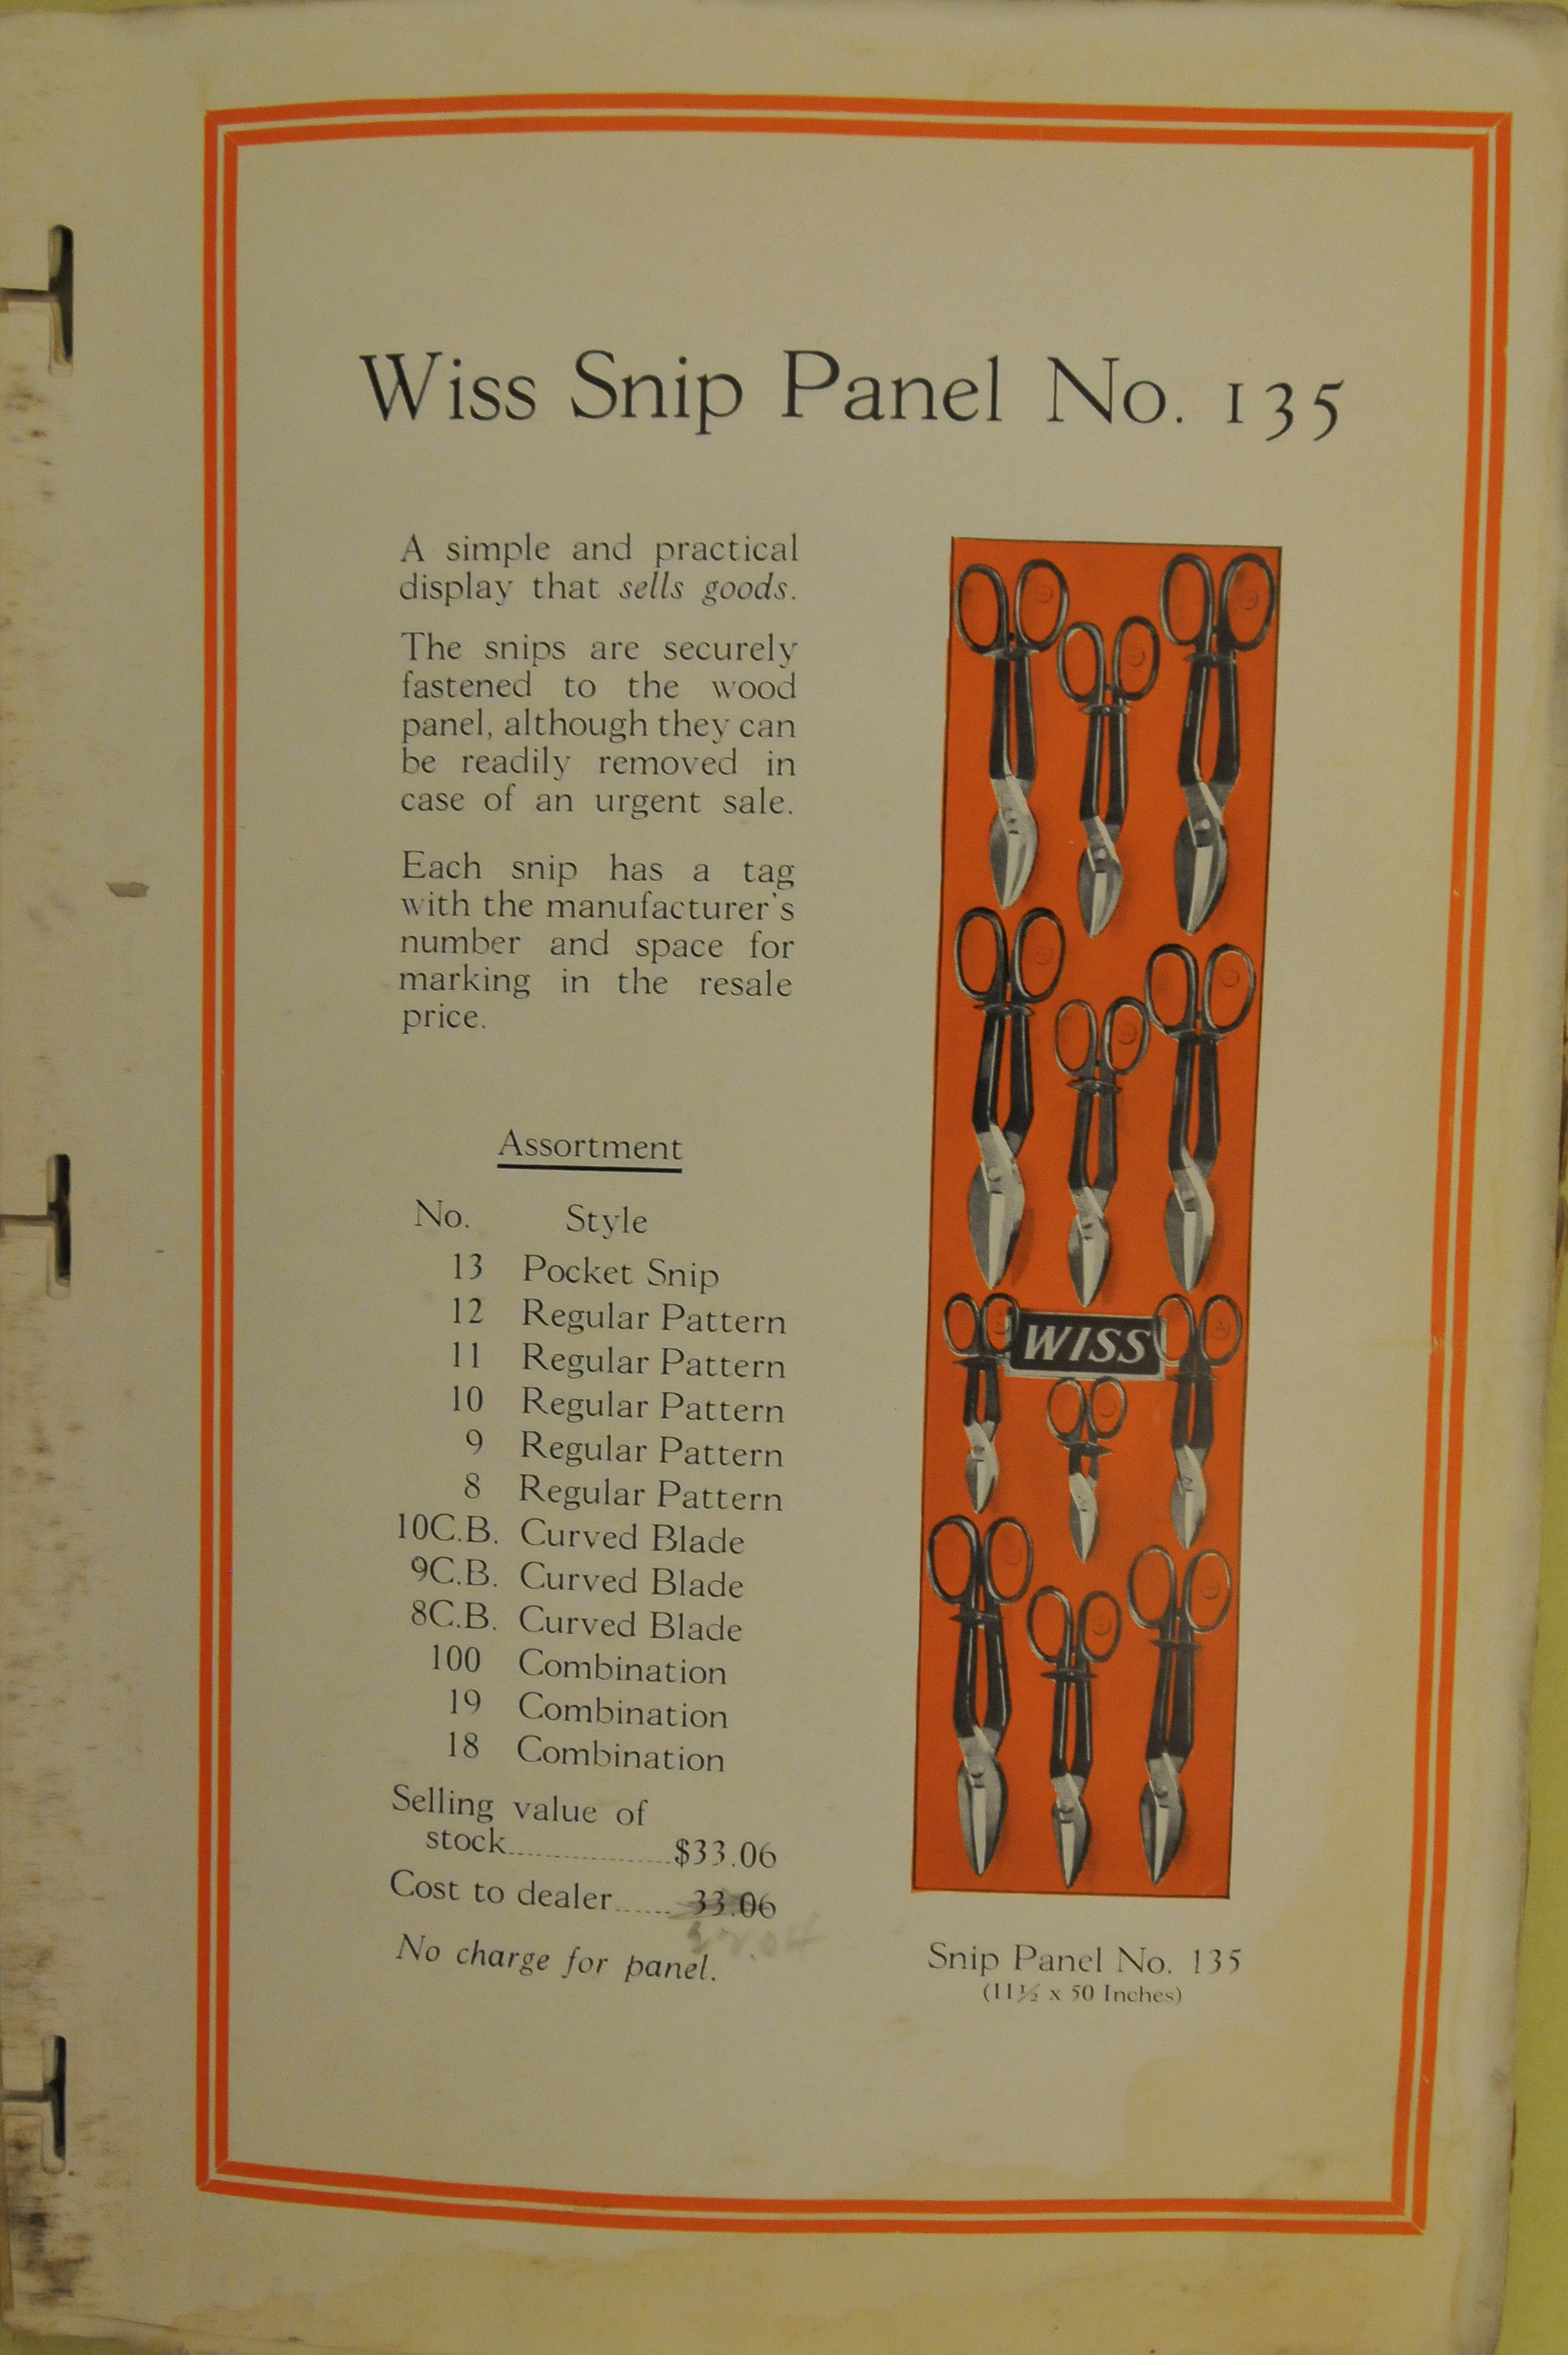 Wiss Snip Panel No. 135
A simple and practical
display that sells goods.
The snips are securely
fastened to the wood
panel, although they can
be readily removed in
case of an urgent sale.
Each snip has a tag
with the manufacturer's
number and space for
marking in the resale
price.
Assortment
No. Style
13 Pocket Snip
12 Regular Pattern
11 Regular Pattern
10 Regular Pattern
9 Regular Pattern
8 Regular Pattern
10C.B. Curved Blade
9C.B. Curved Blade
8C.B. Curved Blade
100 Combination
19 Combination
18 Combination
Selling value of
stock..................$33.06
Cost to dealer...... 33.06
No charge for panel.
WISS
Snip Panel No. 135
(11½ x 50 Inches)